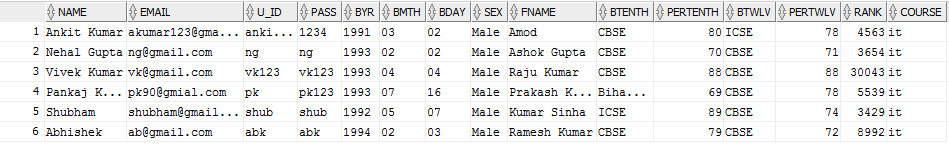 NAME EMAIL U_ID PASS BYR BMTH BDAY SEX FNAME BTENTH PERTENTH BTWLV PERTWLV RANK COURSE
1 Ankit Kumar akumar123@gma... anki... 1234 1991 03 02 Male Amod CBSE 80 ICSE 78 4563 it
2 Nehal Gupta ng@gmail.com ng ng 1993 02 02 Male Ashok Gupta CBSE 70 CBSE 71 3654 it
3 Vivek Kumar vk@gmail.com vk123 vk123 1993 04 04 Male Raju Kumar CBSE 88 CBSE 88 30043 it
4 Pankaj K... pk90@gmial.com pk pk123 1993 07 16 Male Prakash K... Biha... 69 CBSE 78 5539 it
5 Shubham shubham@gmail... shub shub 1992 05 07 Male Kumar Sinha ICSE 89 CBSE 74 3429 it
6 Abhishek ab@gmail.com abk abk 1994 02 03 Male Ramesh Kumar CBSE 79 CBSE 72 8992 it